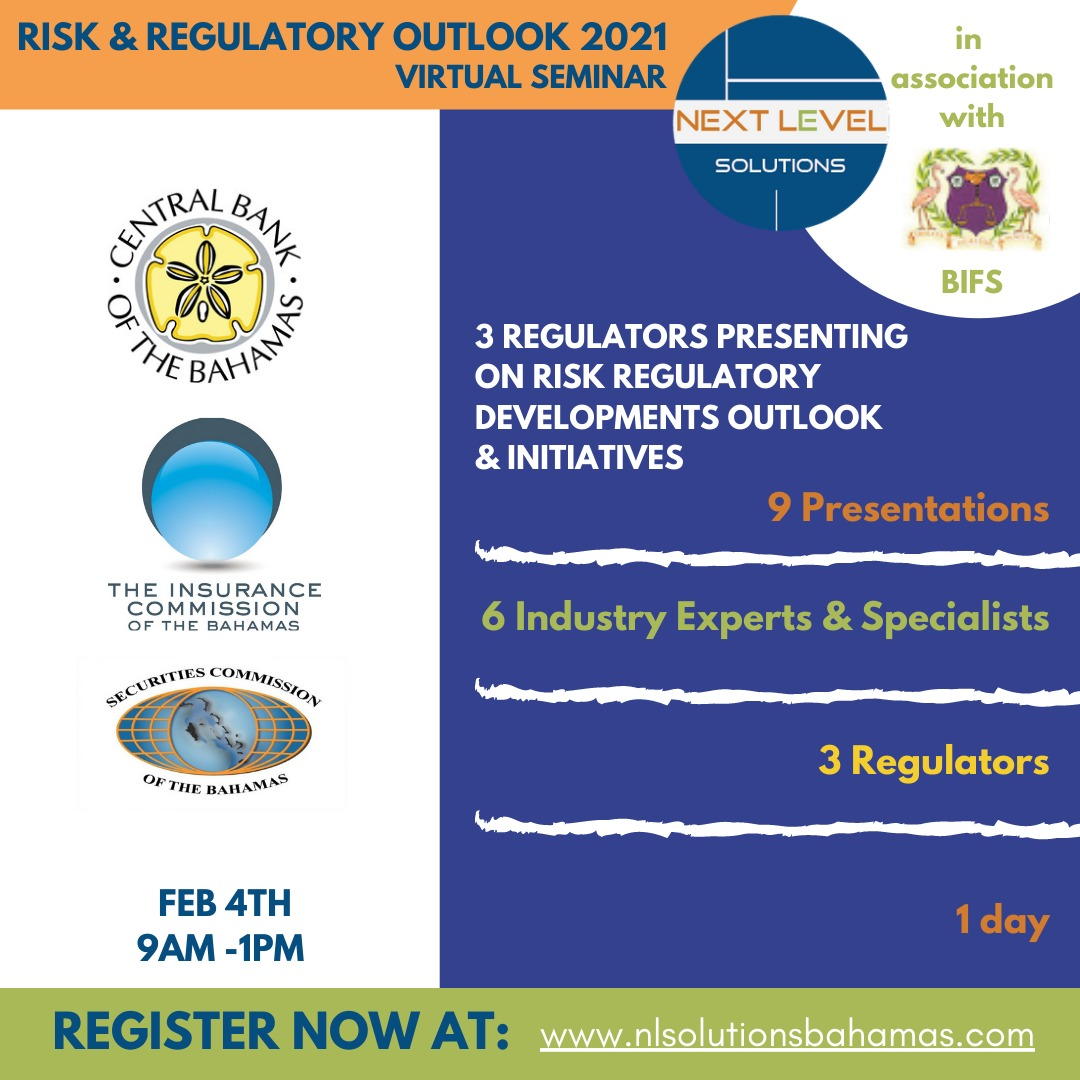 RISK & REGULATORY OUTLOOK 2021
VIRTUAL SEMINAR
NEXT LEVEL
SOLUTIONS
in
association
with
BIFS
CENTRAL BANK
OF THE BAHAMAS
THE INSURANCE
COMMISSION
OF THE BAHAMAS
SECURITIES COMMISSION
OF THE BAHAMAS
FEB 4TH
9AM -1PM
3 REGULATORS PRESENTING
ON RISK REGULATORY
DEVELOPMENTS OUTLOOK
& INITIATIVES
9 Presentations
6 Industry Experts & Specialists
3 Regulators
1 day
REGISTER NOW AT: www.nlsolutionsbahamas.com